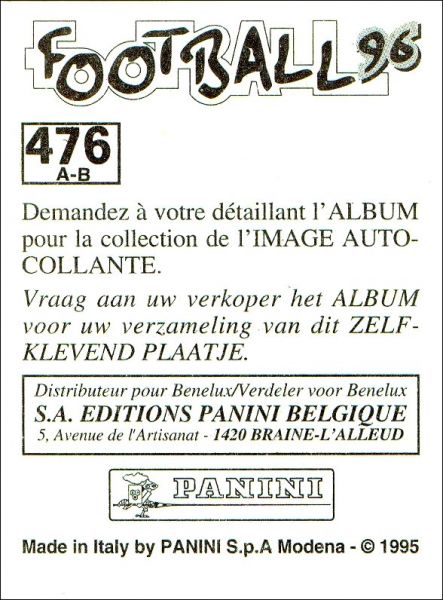 FOOTBALL 96
476
A-B
Demandez à votre détaillant l'ALBUM
pour la collection de l'IMAGE AUTO-
COLLANTE.
Vraag aan uw verkoper het ALBUM
voor uw verzameling van dit ZELF-
KLEVEND PLAATJE.
Distributeur pour Benelux/Verdeler voor Benelux
S.A. EDITIONS PANINI BELGIQUE
5, Avenue de l'Artisanat - 1420 BRAINE-L'ALLEUD
PANINI
Made in Italy by PANINI S.p.A Modena - © 1995